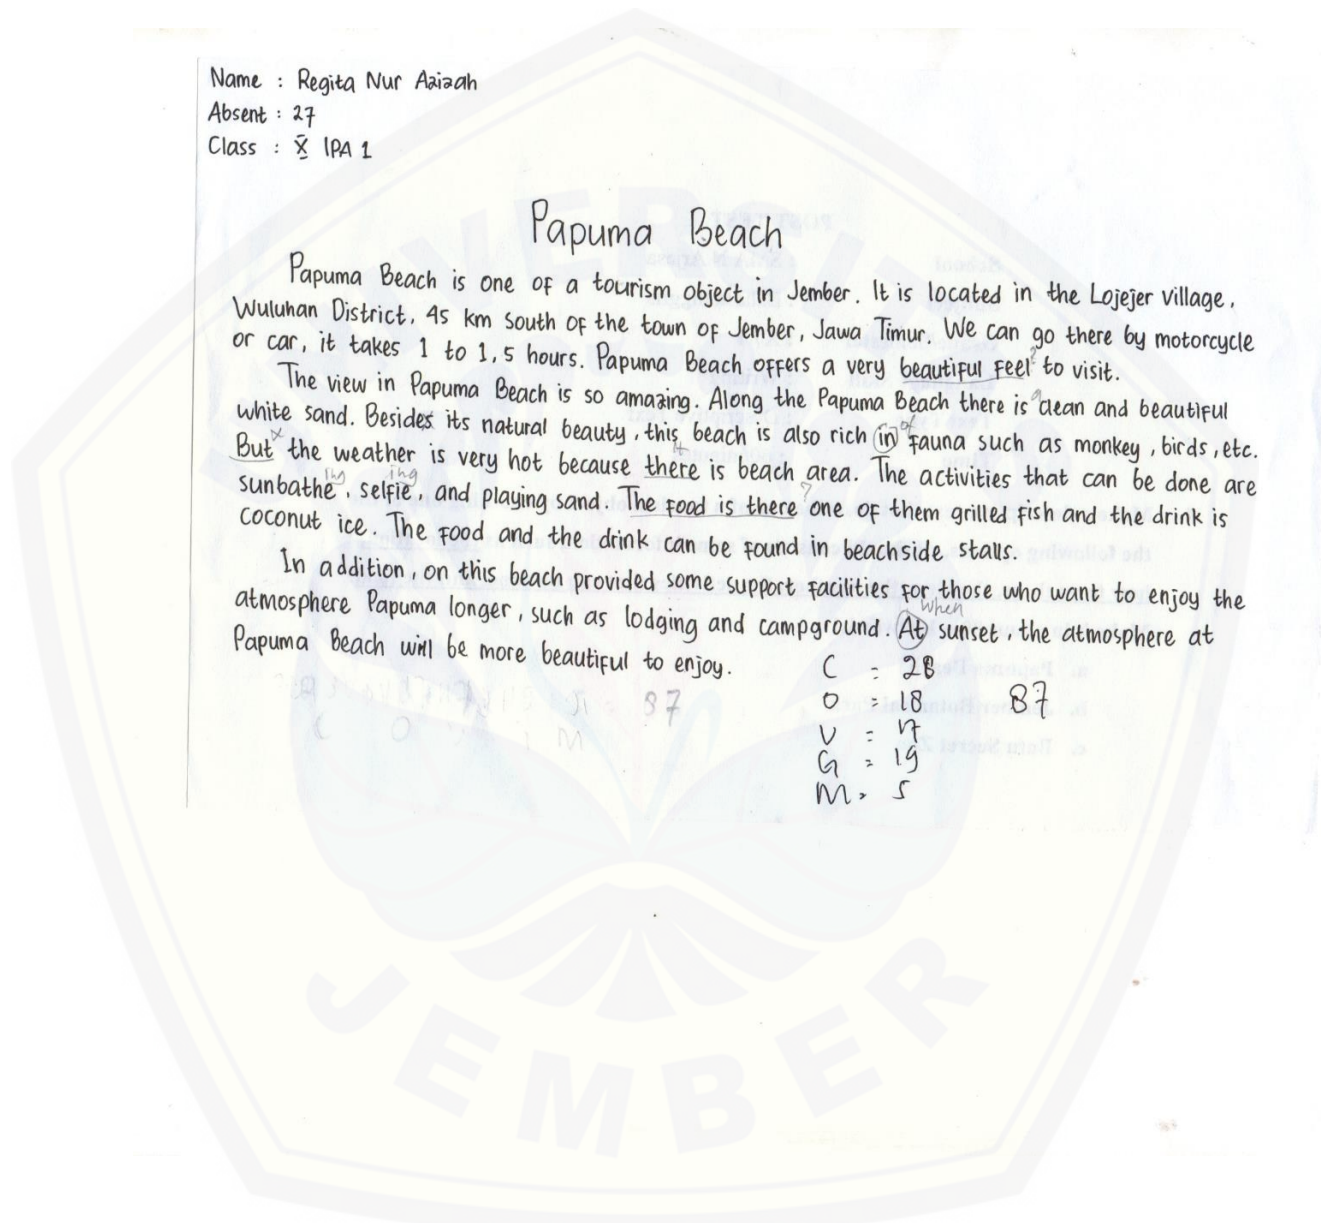 Name : Regita Nur Azizah
Absent : 27
Class : X IPA 1
Papuma Beach
Papuma Beach is one of a tourism object in Jember. It is located in the Lojejer village,
Wuluhan District, 45 km South of the town of Jember, Jawa Timur. We can go there by motorcycle
or car, it takes 1 to 1,5 hours. Papuma Beach offers a very beautiful feel ? to visit.
The view in Papuma Beach is so amazing. Along the Papuma Beach there is a clean and beautiful
white sand. Besides its natural beauty, this beach is also rich in of fauna such as monkey, birds, etc.
But the weather is very hot because there it is beach area. The activities that can be done are
sunbathe ing, selfie ing, and playing sand. The food is there ? one of them grilled fish and the drink is
coconut ice. The food and the drink can be found in beachside stalls.
In addition, on this beach provided some support facilities for those who want to enjoy the
atmosphere Papuma longer, such as lodging and campground. At when sunset, the atmosphere at
Papuma Beach will be more beautiful to enjoy.
C = 28
O = 18
V = 17
G = 19
M = 5
87
87
UNIVERSITAS
JEMBER